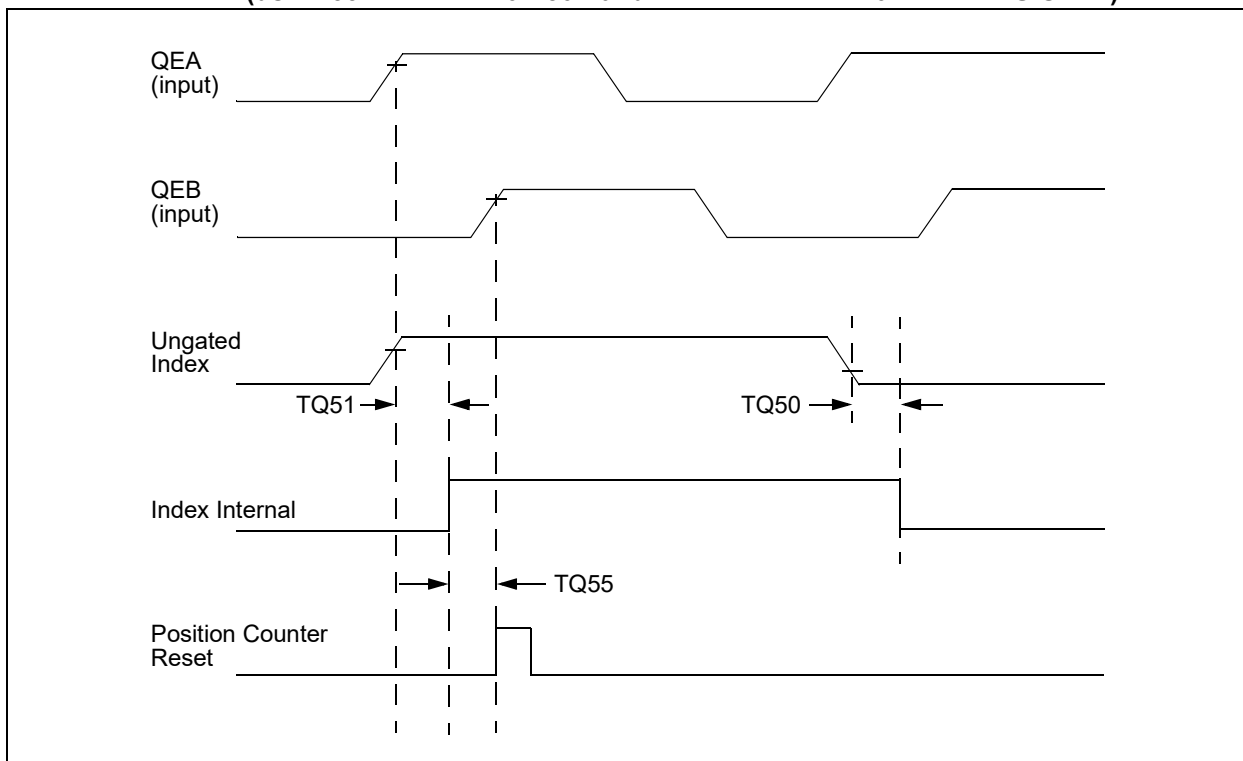 QEA
(input)
QEB
(input)
Ungated
Index
TQ51
TQ50
Index Internal
TQ55
Position Counter
Reset